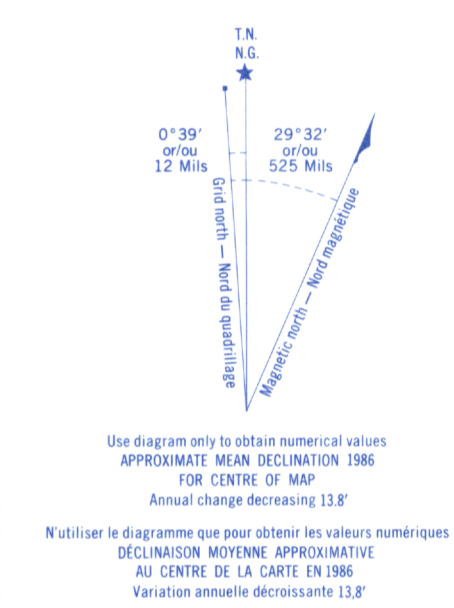 T.N.
N.G.
0°39′
or/ou
12 Mils
29°32′
or/ou
525 Mils
Grid north — Nord du quadrillage
Magnetic north — Nord magnétique
Use diagram only to obtain numerical values
APPROXIMATE MEAN DECLINATION 1986
FOR CENTRE OF MAP
Annual change decreasing 13.8′
N'utiliser le diagramme que pour obtenir les valeurs numériques
DÉCLINAISON MOYENNE APPROXIMATIVE
AU CENTRE DE LA CARTE EN 1986
Variation annuelle décroissante 13,8′